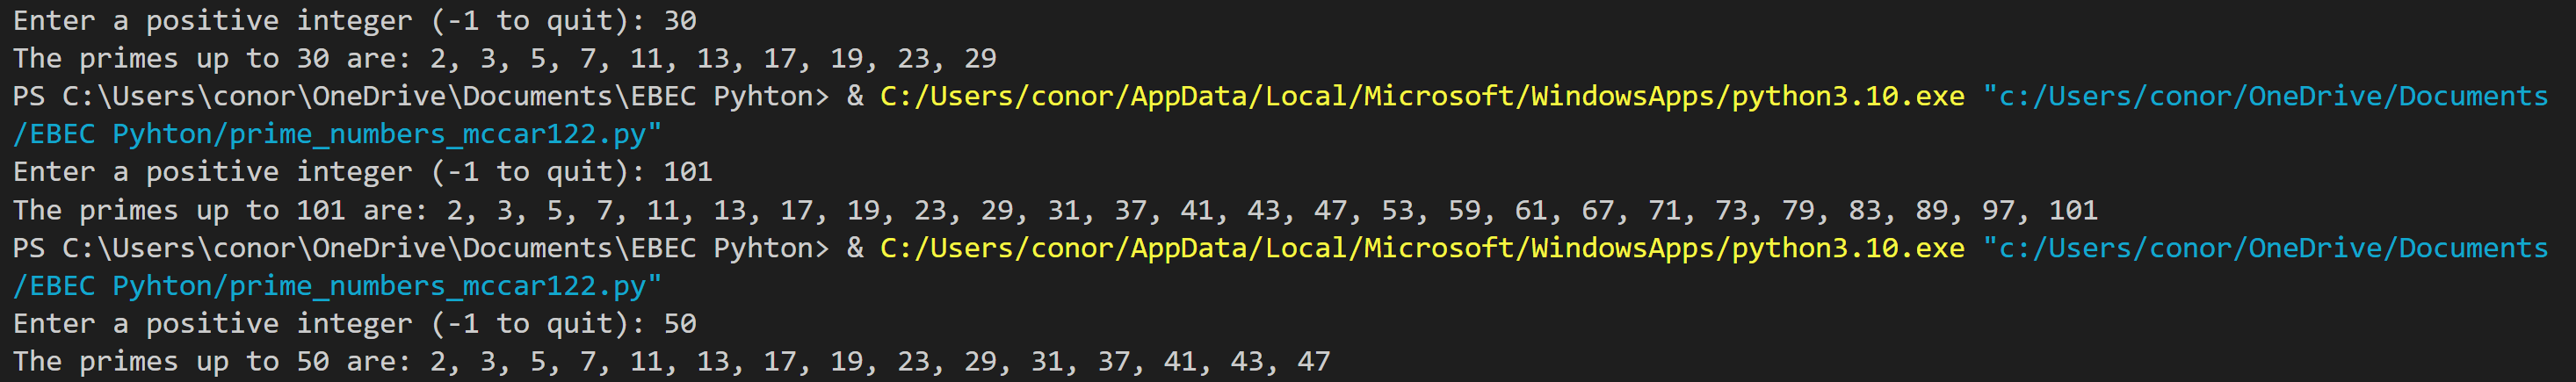 Enter a positive integer (-1 to quit): 30
The primes up to 30 are: 2, 3, 5, 7, 11, 13, 17, 19, 23, 29
PS C:\Users\conor\OneDrive\Documents\EBEC Pyhton> & C:/Users/conor/AppData/Local/Microsoft/WindowsApps/python3.10.exe "c:/Users/conor/OneDrive/Documents
/EBEC Pyhton/prime_numbers_mccar122.py"
Enter a positive integer (-1 to quit): 101
The primes up to 101 are: 2, 3, 5, 7, 11, 13, 17, 19, 23, 29, 31, 37, 41, 43, 47, 53, 59, 61, 67, 71, 73, 79, 83, 89, 97, 101
PS C:\Users\conor\OneDrive\Documents\EBEC Pyhton> & C:/Users/conor/AppData/Local/Microsoft/WindowsApps/python3.10.exe "c:/Users/conor/OneDrive/Documents
/EBEC Pyhton/prime_numbers_mccar122.py"
Enter a positive integer (-1 to quit): 50
The primes up to 50 are: 2, 3, 5, 7, 11, 13, 17, 19, 23, 29, 31, 37, 41, 43, 47